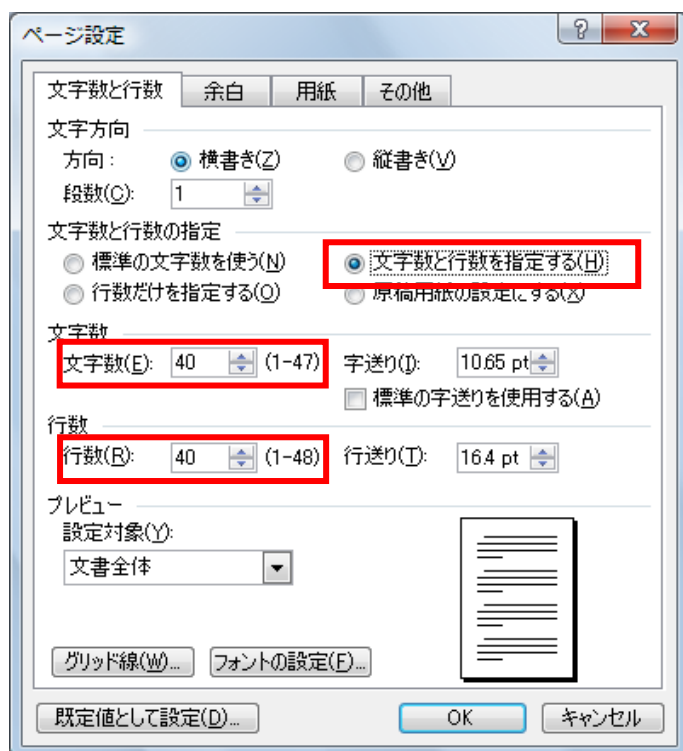 ページ設定
文字数と行数 余白 用紙 その他
文字方向
方向: 横書き(Z) 縦書き(V)
段数(C): 1
文字数と行数の指定
標準の文字数を使う(N) 文字数と行数を指定する(H)
行数だけを指定する(O) 原稿用紙の設定にする(X)
文字数
文字数(E): 40 (1-47) 字送り(I): 10.65 pt
標準の字送りを使用する(A)
行数
行数(R): 40 (1-48) 行送り(T): 16.4 pt
プレビュー
設定対象(Y):
文書全体
グリッド線(W)... フォントの設定(F)...
既定値として設定(D)... OK キャンセル